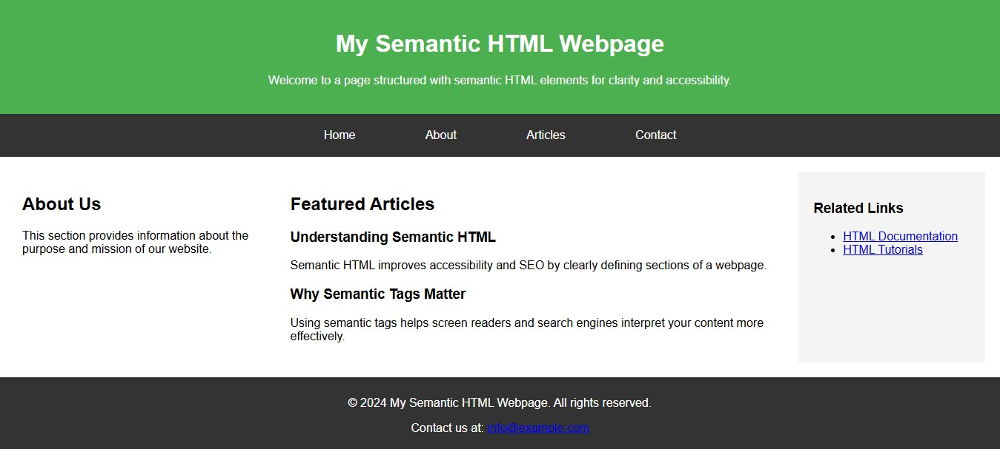 My Semantic HTML Webpage
Welcome to a page structured with semantic HTML elements for clarity and accessibility.
Home About Articles Contact
About Us
This section provides information about the
purpose and mission of our website.
Featured Articles
Understanding Semantic HTML
Semantic HTML improves accessibility and SEO by clearly defining sections of a webpage.
Why Semantic Tags Matter
Using semantic tags helps screen readers and search engines interpret your content more
effectively.
Related Links
HTML Documentation
HTML Tutorials
© 2024 My Semantic HTML Webpage. All rights reserved.
Contact us at: info@example.com